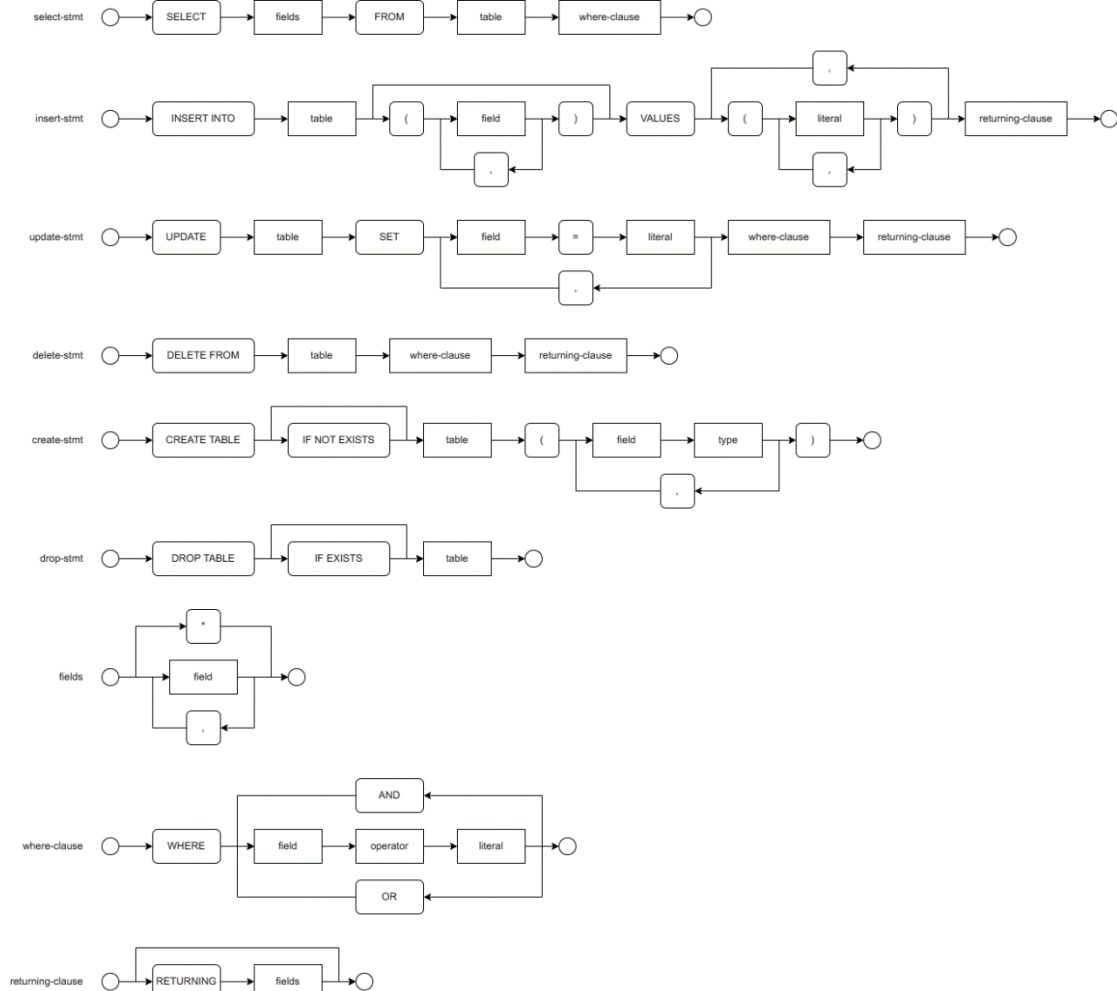 select-stmt SELECT fields FROM table where-clause
,
insert-stmt INSERT INTO table ( field ) VALUES ( literal ) returning-clause
, ,
update-stmt UPDATE table SET field = literal where-clause returning-clause
,
delete-stmt DELETE FROM table where-clause returning-clause
create-stmt CREATE TABLE IF NOT EXISTS table ( field type )
,
drop-stmt DROP TABLE IF EXISTS table
*
fields field
,
AND
where-clause WHERE field operator literal
OR
returning-clause RETURNING fields